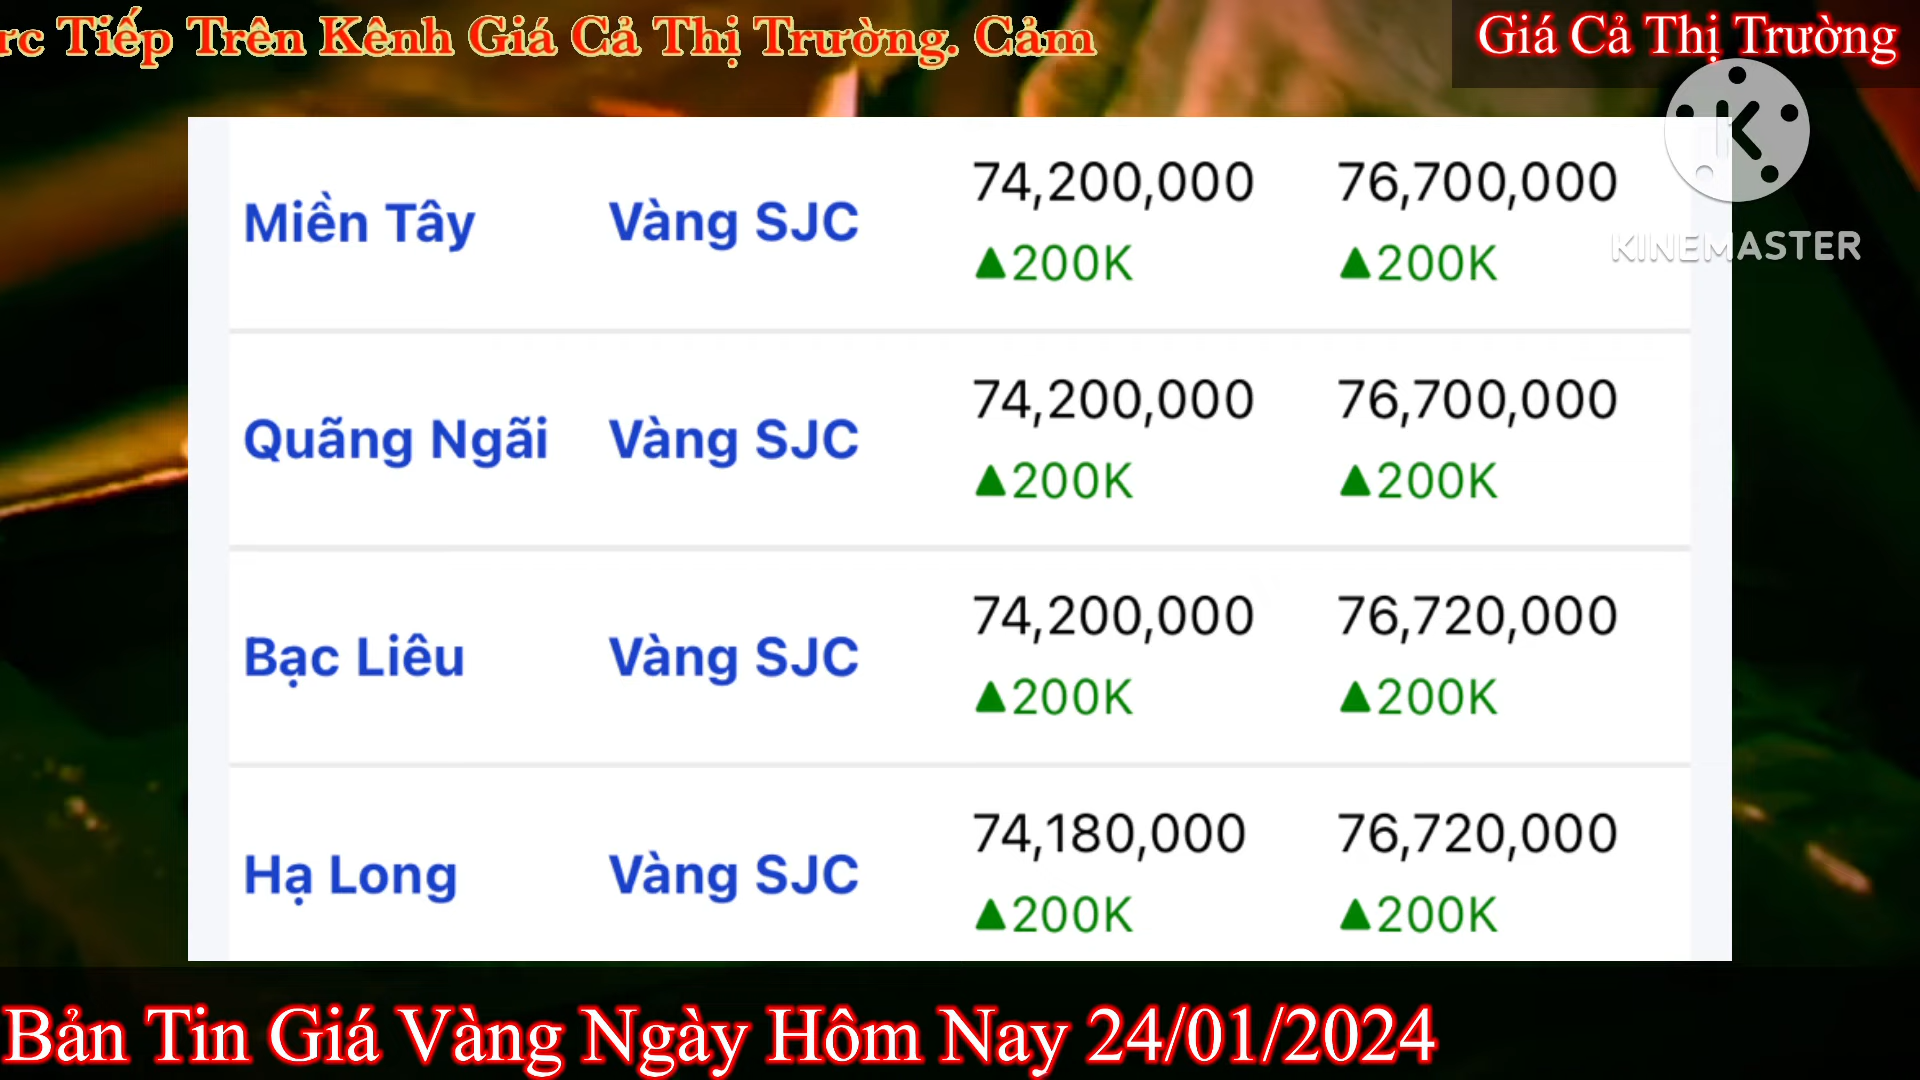 Tiếp Trên Kênh Giá Cả Thị Trường. Cảm
Giá Cả Thị Trường
KINEMASTER
Miền Tây Vàng SJC 74,200,000 76,700,000
▲200K ▲200K
Quãng Ngãi Vàng SJC 74,200,000 76,700,000
▲200K ▲200K
Bạc Liêu Vàng SJC 74,200,000 76,720,000
▲200K ▲200K
Hạ Long Vàng SJC 74,180,000 76,720,000
▲200K ▲200K
Bản Tin Giá Vàng Ngày Hôm Nay 24/01/2024